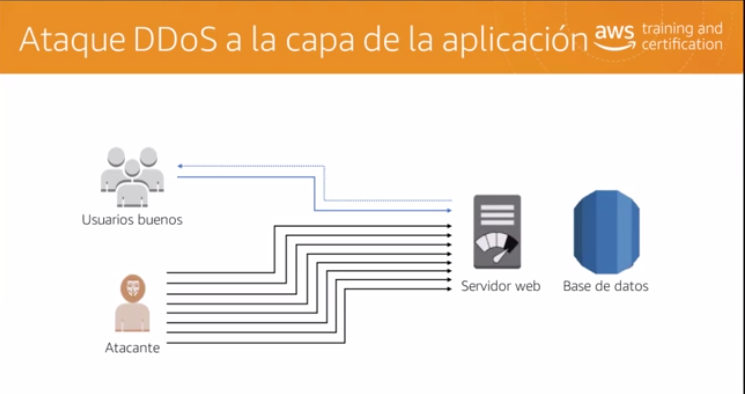 Ataque DDoS a la capa de la aplicación
aws training and
certification
Usuarios buenos
Servidor web
Base de datos
Atacante